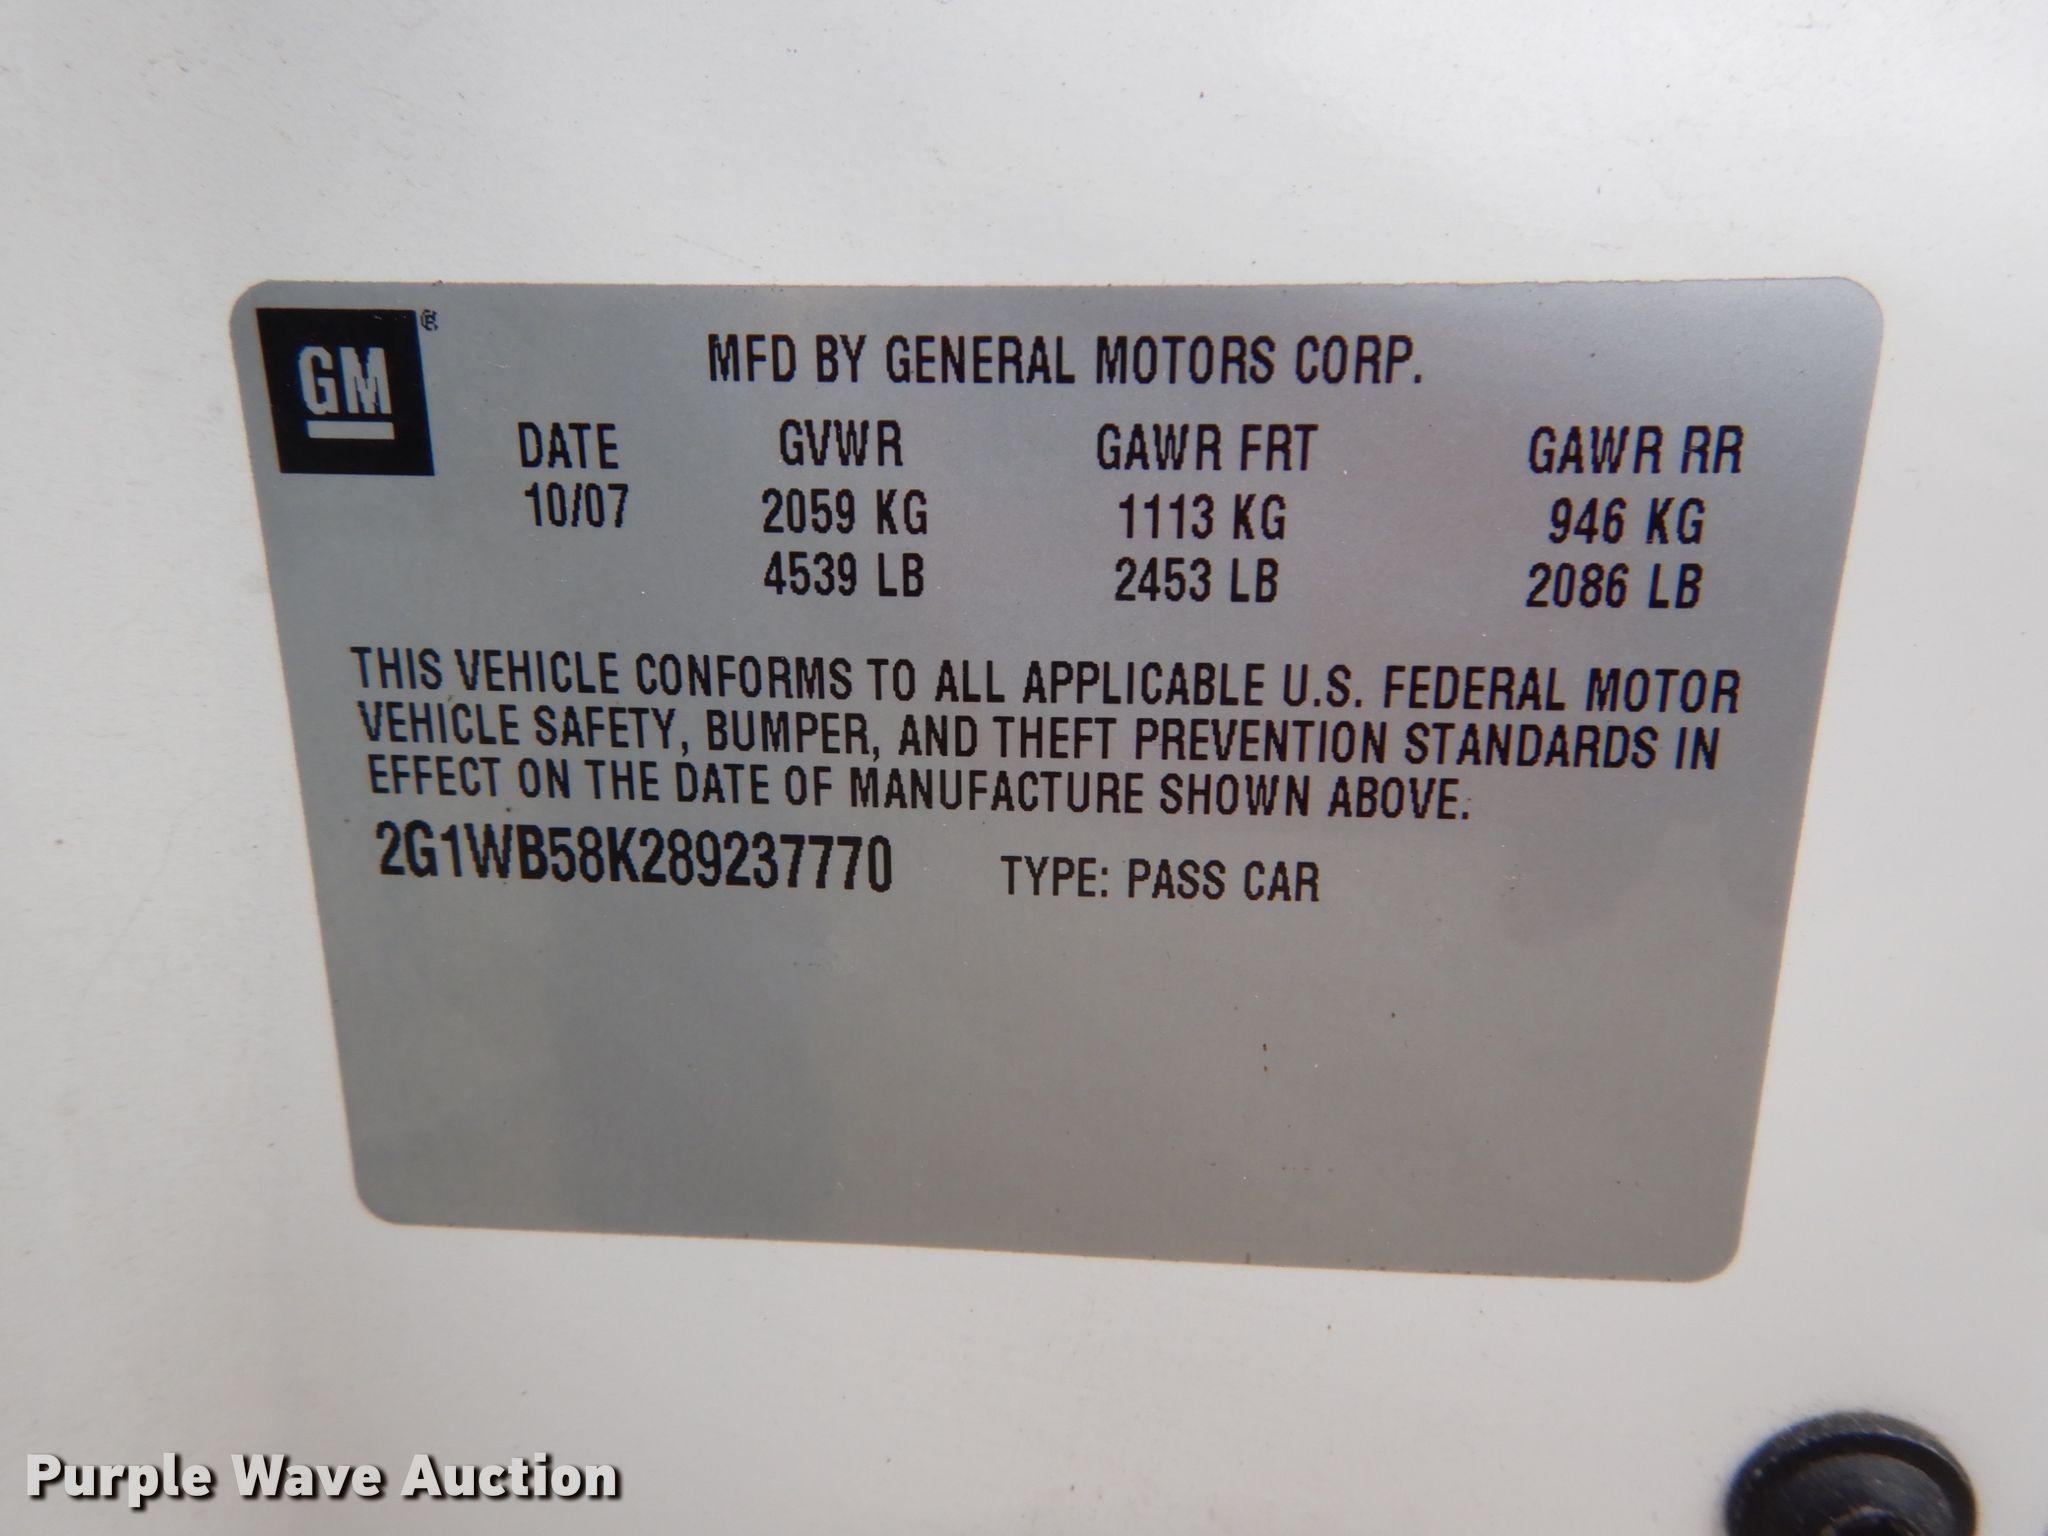 GM®
MFD BY GENERAL MOTORS CORP.
DATE GVWR GAWR FRT GAWR RR
10/07 2059 KG 1113 KG 946 KG
4539 LB 2453 LB 2086 LB
THIS VEHICLE CONFORMS TO ALL APPLICABLE U.S. FEDERAL MOTOR
VEHICLE SAFETY, BUMPER, AND THEFT PREVENTION STANDARDS IN
EFFECT ON THE DATE OF MANUFACTURE SHOWN ABOVE.
2G1WB58K289237770 TYPE: PASS CAR
Purple Wave Auction